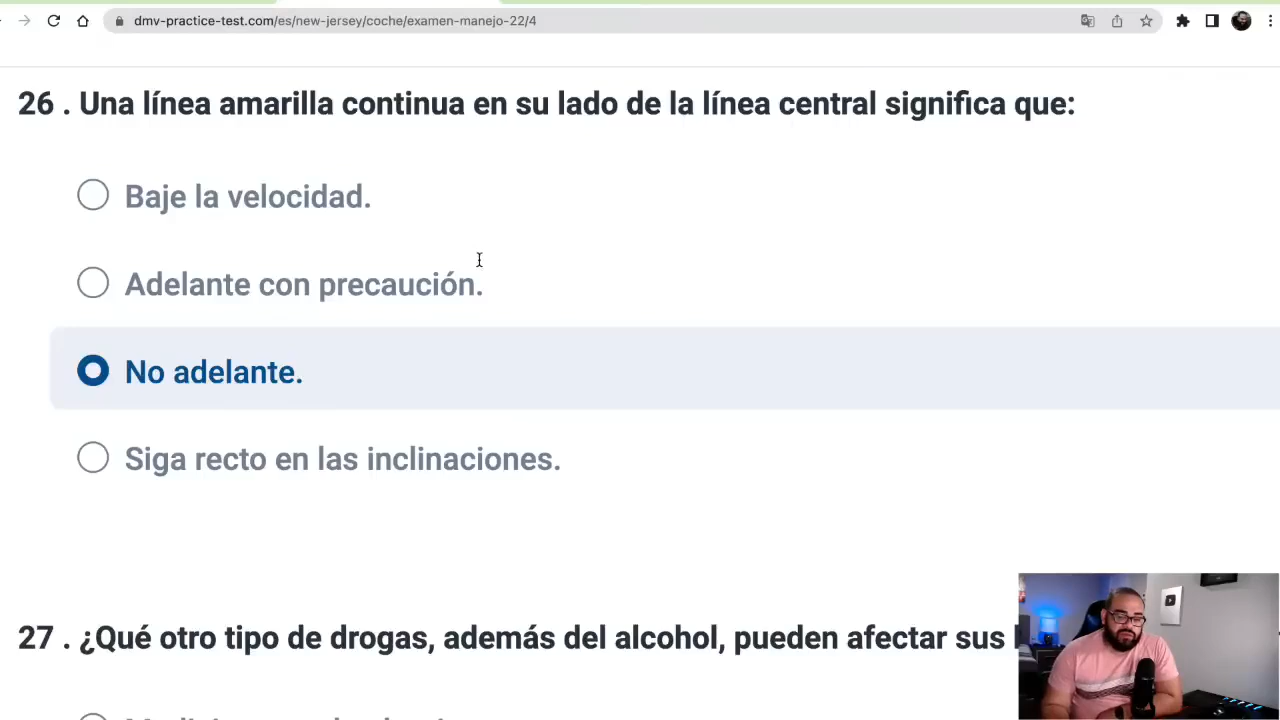 dmv-practice-test.com/es/new-jersey/coche/examen-manejo-22/4
26 . Una línea amarilla continua en su lado de la línea central significa que:
Baje la velocidad.
Adelante con precaución.
No adelante.
Siga recto en las inclinaciones.
27 . ¿Qué otro tipo de drogas, además del alcohol, pueden afectar sus